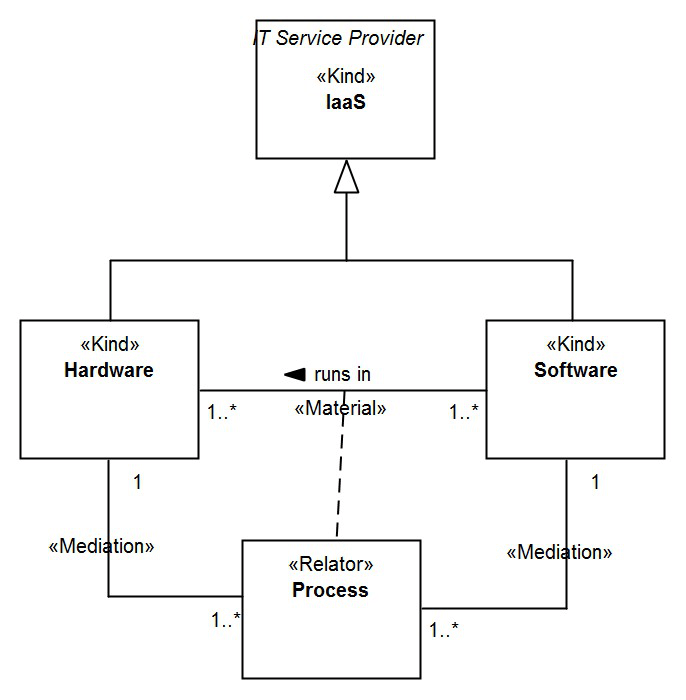 IT Service Provider
«Kind»
IaaS
«Kind»
Hardware
«Kind»
Software
runs in
1..*
«Material»
1..*
1
1
«Mediation»
«Mediation»
«Relator»
Process
1..*
1..*